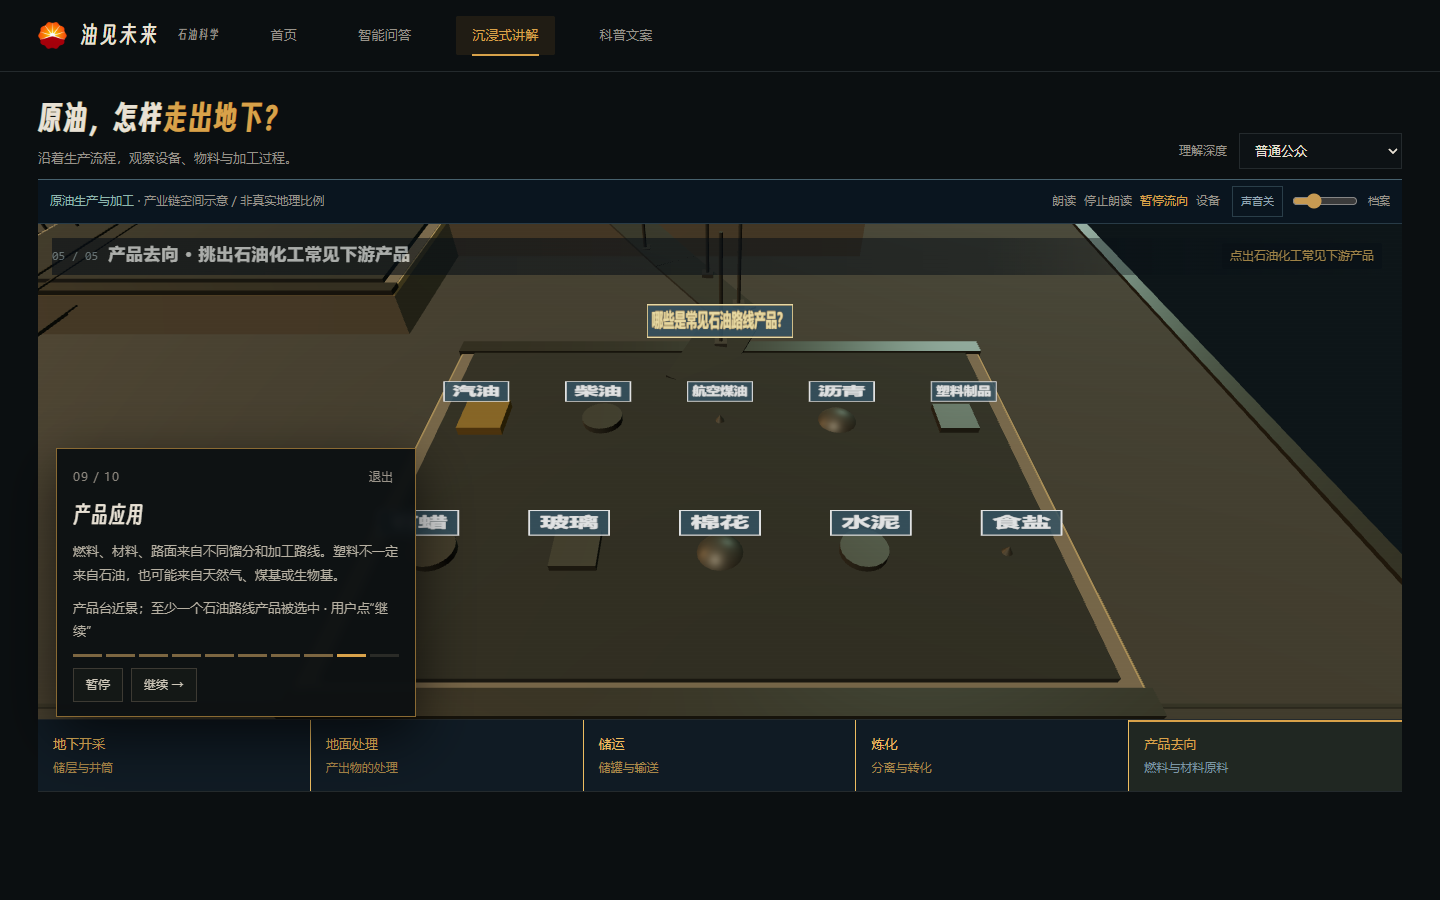 油见未来 石油科学 首页 智能问答 沉浸式讲解 科普文案
原油，怎样走出地下？
沿着生产流程，观察设备、物料与加工过程。
理解深度 普通公众
原油生产与加工 · 产业链空间示意 / 非真实地理比例
朗读 停止朗读 暂停流向 设备 声音关 档案
05 / 05 产品去向 · 挑出石油化工常见下游产品
点出石油化工常见下游产品
哪些是常见石油路线产品？
汽油 柴油 航空煤油 沥青 塑料制品
蜡 玻璃 棉花 水泥 食盐
09 / 10 退出
产品应用
燃料、材料、路面来自不同馏分和加工路线。塑料不一定
来自石油，也可能来自天然气、煤基或生物基。
产品台近景；至少一个石油路线产品被选中 · 用户点“继
续”
暂停 继续 →
地下开采 地面处理 储运 炼化 产品去向
储层与井筒 产出物的处理 储罐与输送 分离与转化 燃料与材料原料